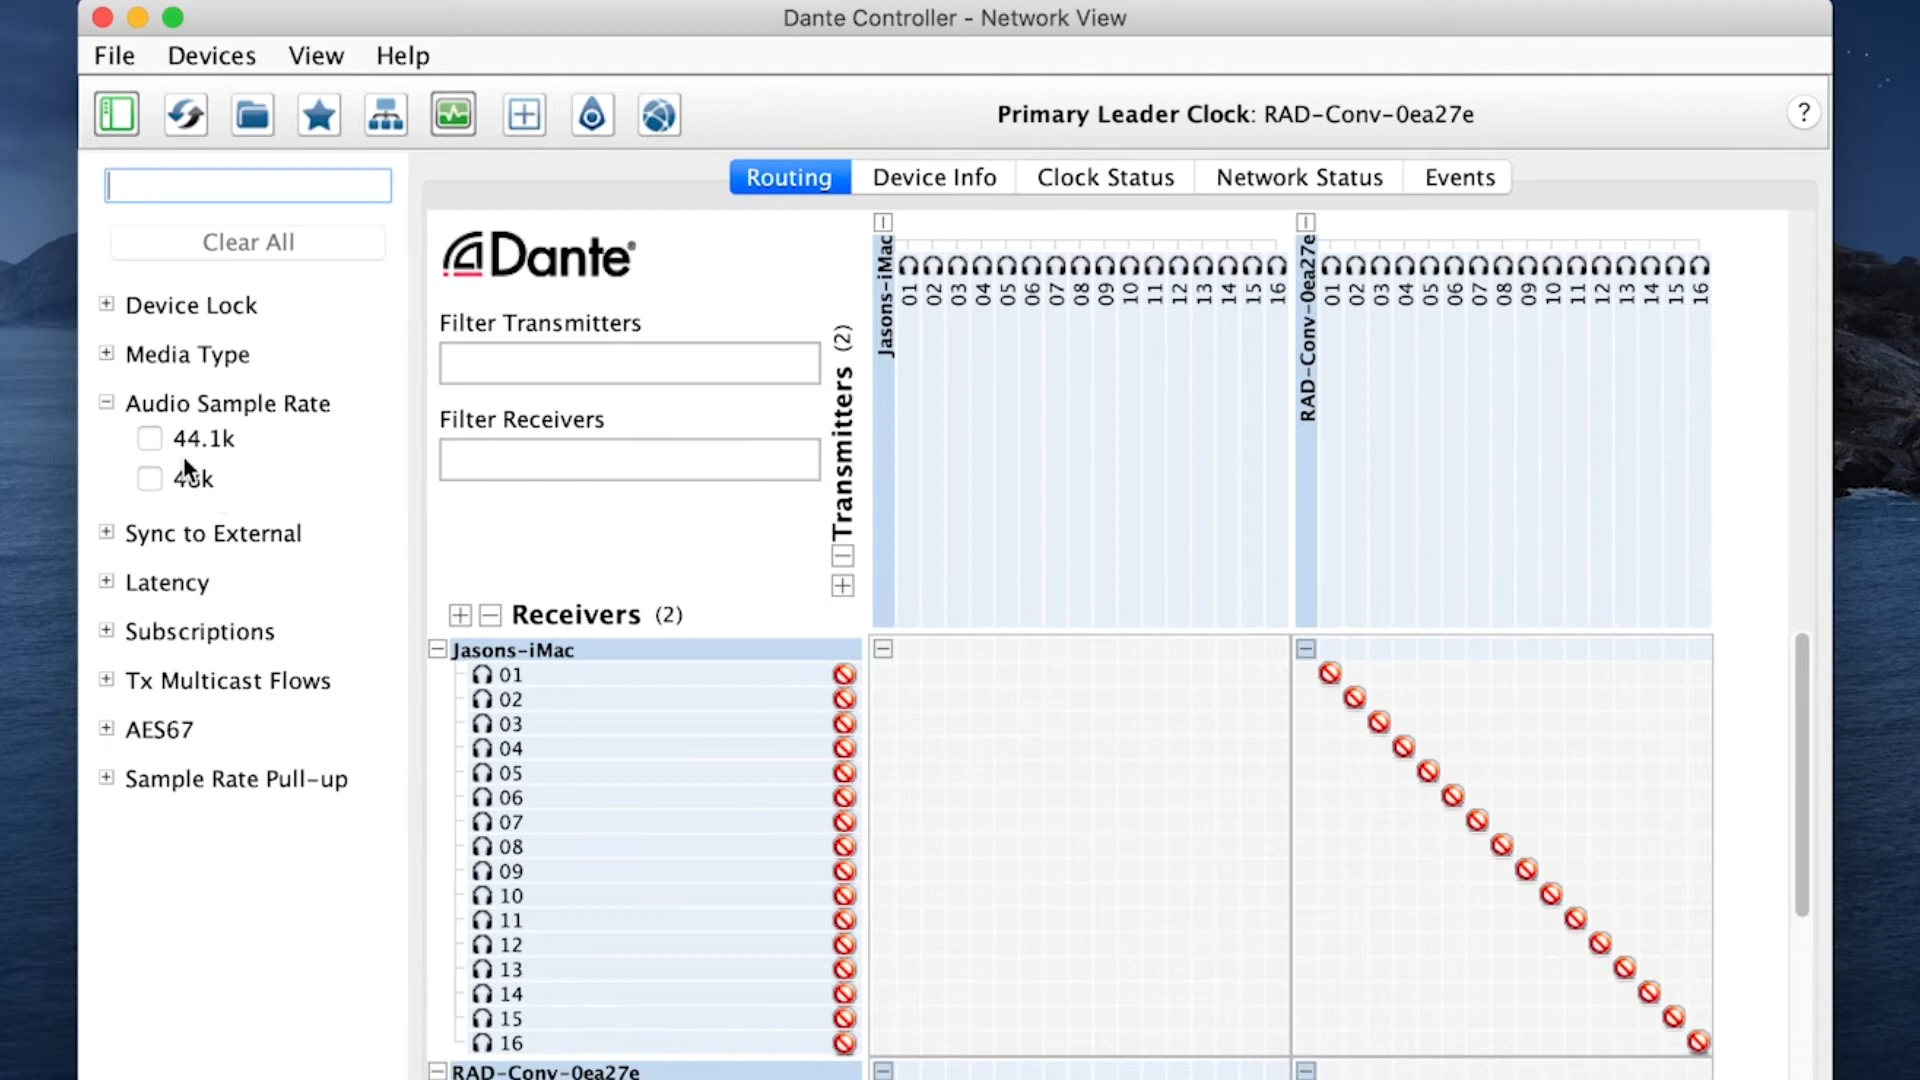 Dante Controller - Network View
File Devices View Help
Primary Leader Clock: RAD-Conv-0ea27e
?
Clear All
Device Lock
Media Type
Audio Sample Rate
44.1k
48k
Sync to External
Latency
Subscriptions
Tx Multicast Flows
AES67
Sample Rate Pull-up
Routing Device Info Clock Status Network Status Events
Dante®
Filter Transmitters
Filter Receivers
Transmitters (2)
Receivers (2)
Jasons-iMac
01 02 03 04 05 06 07 08 09 10 11 12 13 14 15 16
RAD-Conv-0ea27e
01 02 03 04 05 06 07 08 09 10 11 12 13 14 15 16
Jasons-iMac
01
02
03
04
05
06
07
08
09
10
11
12
13
14
15
16
RAD-Conv-0ea27e